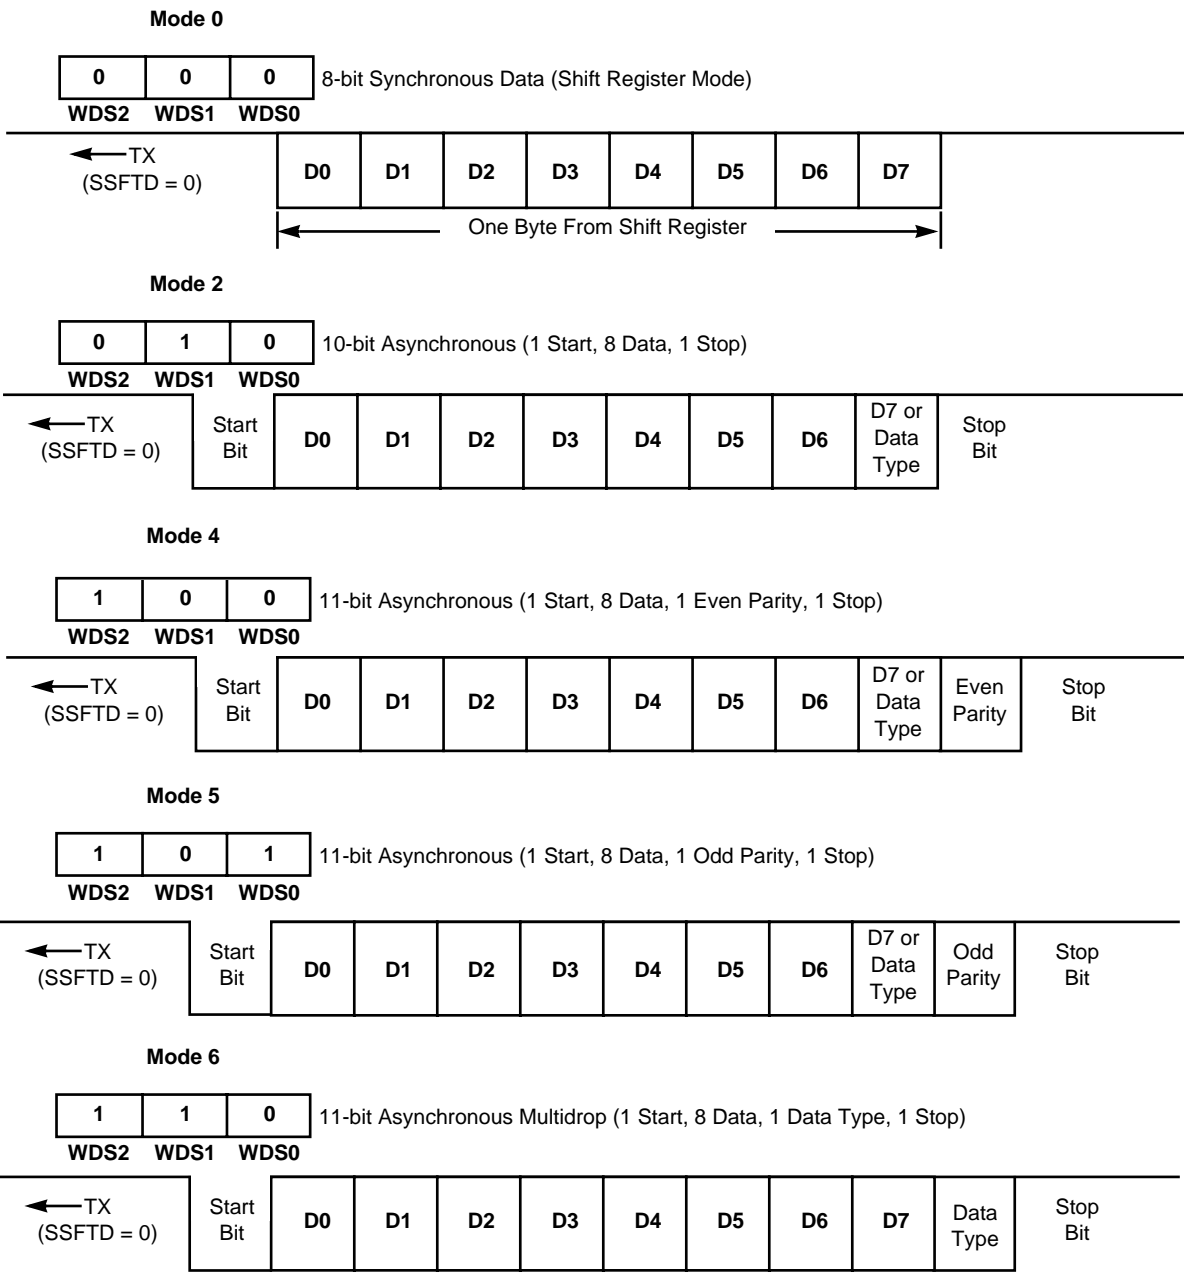 Mode 0
0 0 0 8-bit Synchronous Data (Shift Register Mode)
WDS2 WDS1 WDS0
TX
(SSFTD = 0)
D0 D1 D2 D3 D4 D5 D6 D7
One Byte From Shift Register
Mode 2
0 1 0 10-bit Asynchronous (1 Start, 8 Data, 1 Stop)
WDS2 WDS1 WDS0
TX
(SSFTD = 0)
Start
Bit
D0 D1 D2 D3 D4 D5 D6
D7 or
Data
Type
Stop
Bit
Mode 4
1 0 0 11-bit Asynchronous (1 Start, 8 Data, 1 Even Parity, 1 Stop)
WDS2 WDS1 WDS0
TX
(SSFTD = 0)
Start
Bit
D0 D1 D2 D3 D4 D5 D6
D7 or
Data
Type
Even
Parity
Stop
Bit
Mode 5
1 0 1 11-bit Asynchronous (1 Start, 8 Data, 1 Odd Parity, 1 Stop)
WDS2 WDS1 WDS0
TX
(SSFTD = 0)
Start
Bit
D0 D1 D2 D3 D4 D5 D6
D7 or
Data
Type
Odd
Parity
Stop
Bit
Mode 6
1 1 0 11-bit Asynchronous Multidrop (1 Start, 8 Data, 1 Data Type, 1 Stop)
WDS2 WDS1 WDS0
TX
(SSFTD = 0)
Start
Bit
D0 D1 D2 D3 D4 D5 D6 D7
Data
Type
Stop
Bit